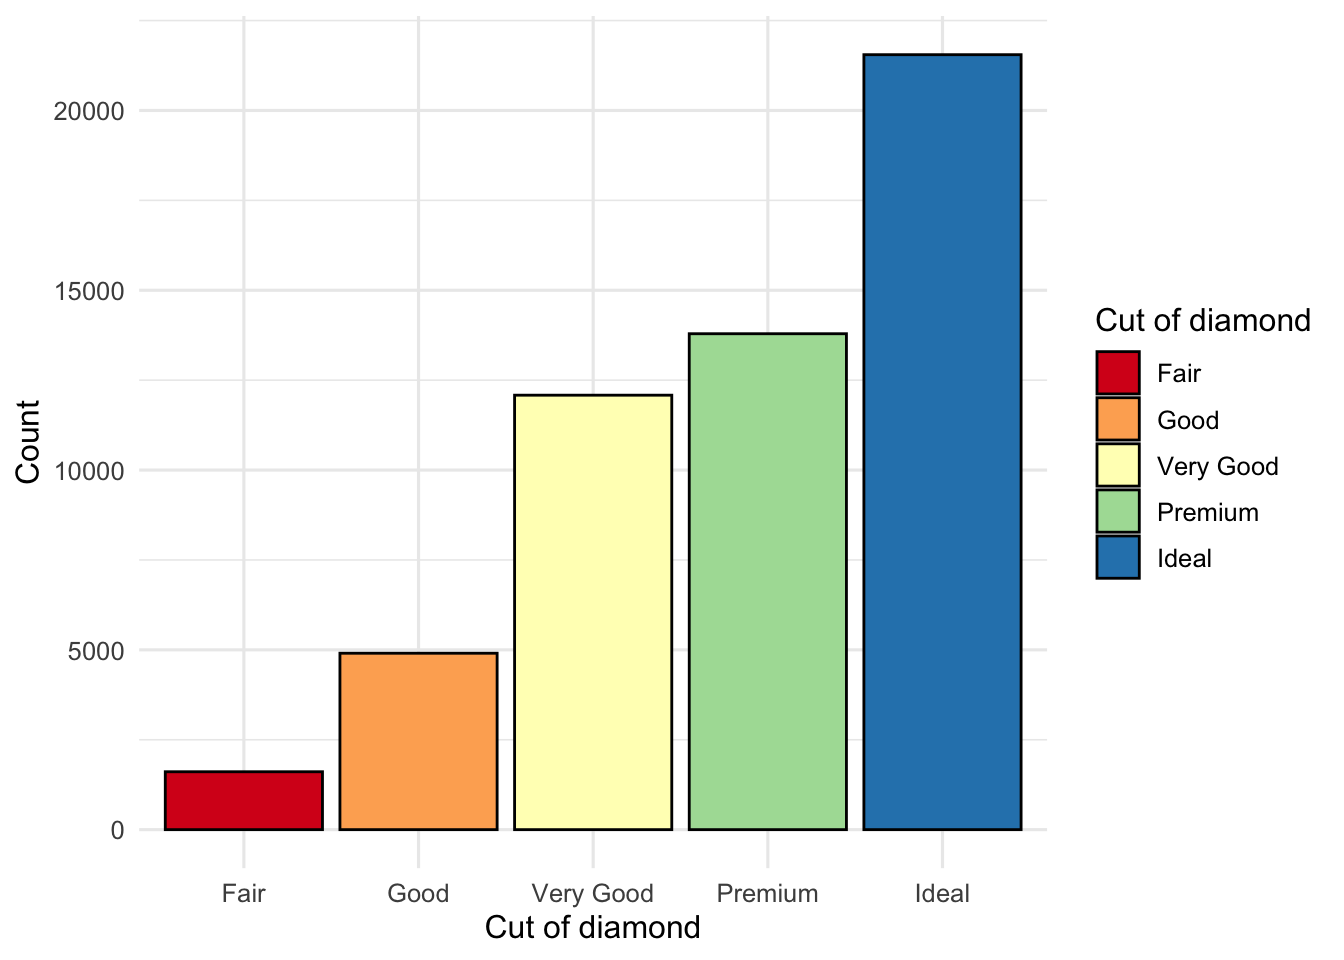 20000
15000
10000
5000
0
Count
Fair
Good
Very Good
Premium
Ideal
Cut of diamond
Cut of diamond
Fair
Good
Very Good
Premium
Ideal